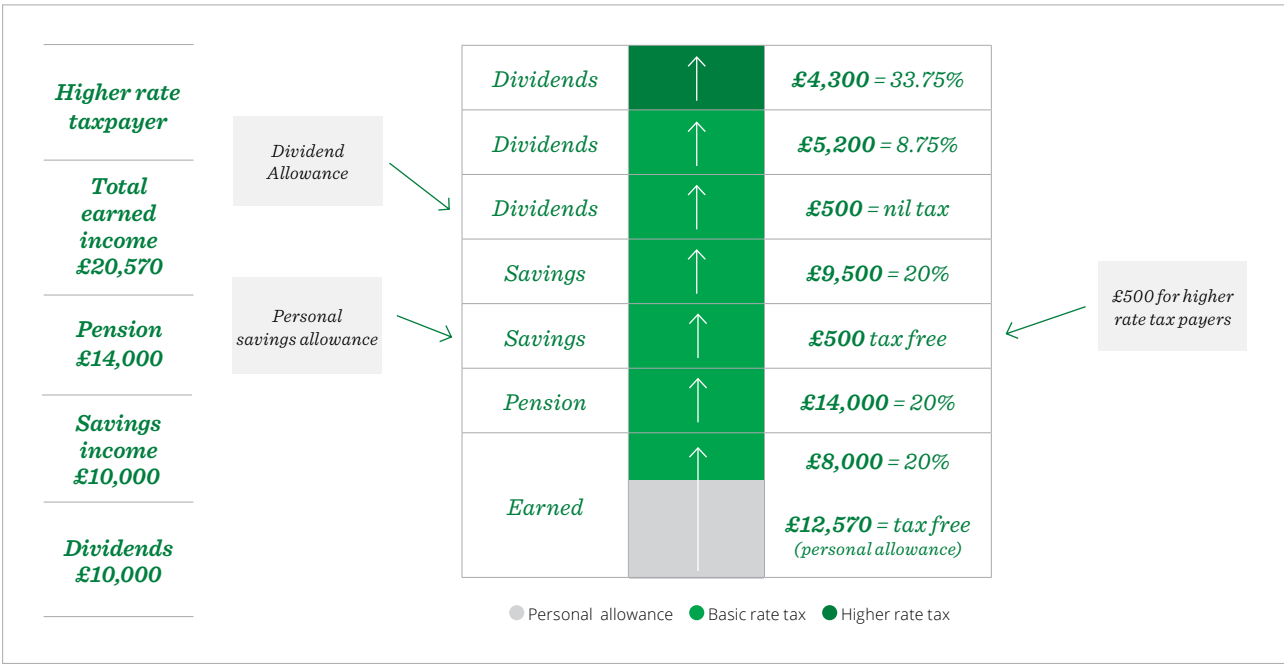 Higher rate
taxpayer
Total
earned
income
£20,570
Pension
£14,000
Savings
income
£10,000
Dividends
£10,000
Dividend
Allowance
Personal
savings allowance
Dividends
£4,300 = 33.75%
Dividends
£5,200 = 8.75%
Dividends
£500 = nil tax
Savings
£9,500 = 20%
Savings
£500 tax free
Pension
£14,000 = 20%
Earned
£8,000 = 20%
£12,570 = tax free
(personal allowance)
£500 for higher
rate tax payers
Personal allowance
Basic rate tax
Higher rate tax